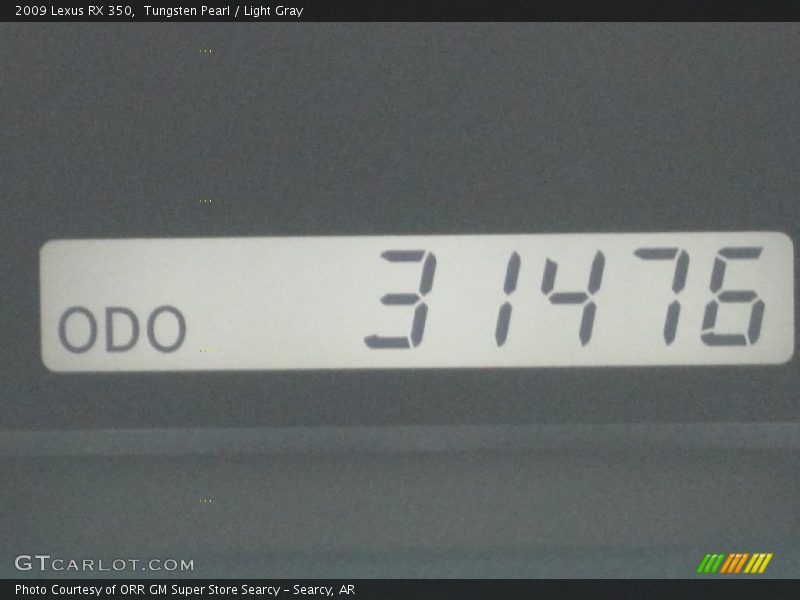 2009 Lexus RX 350, Tungsten Pearl / Light Gray
ODO 31476
GTCARLOT.COM
Photo Courtesy of ORR GM Super Store Searcy – Searcy, AR